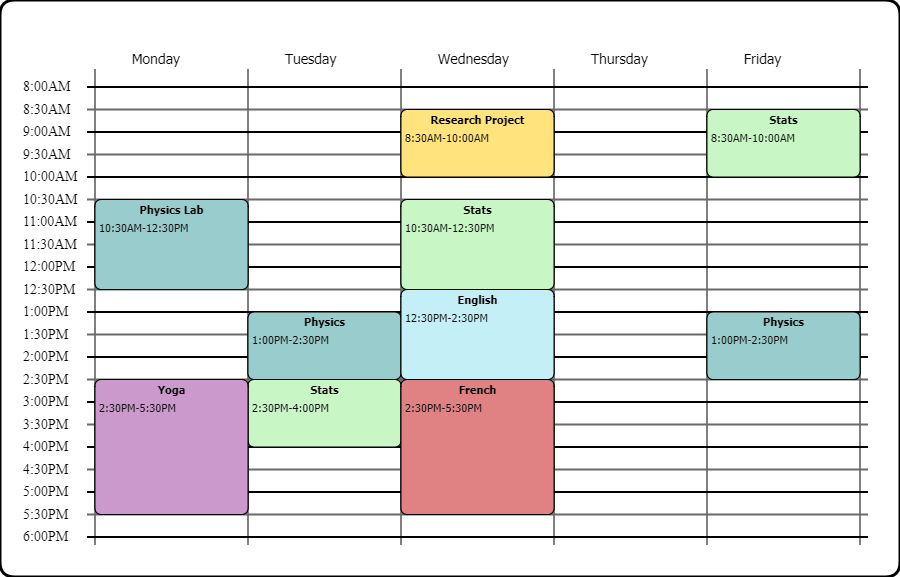 Monday Tuesday Wednesday Thursday Friday
8:00AM
8:30AM
Research Project Stats
9:00AM 8:30AM-10:00AM 8:30AM-10:00AM
9:30AM
10:00AM
10:30AM
Physics Lab Stats
11:00AM 10:30AM-12:30PM 10:30AM-12:30PM
11:30AM
12:00PM
12:30PM
English
1:00PM 12:30PM-2:30PM
Physics Physics
1:30PM 1:00PM-2:30PM 1:00PM-2:30PM
2:00PM
2:30PM
Yoga Stats French
3:00PM 2:30PM-5:30PM 2:30PM-4:00PM 2:30PM-5:30PM
3:30PM
4:00PM
4:30PM
5:00PM
5:30PM
6:00PM